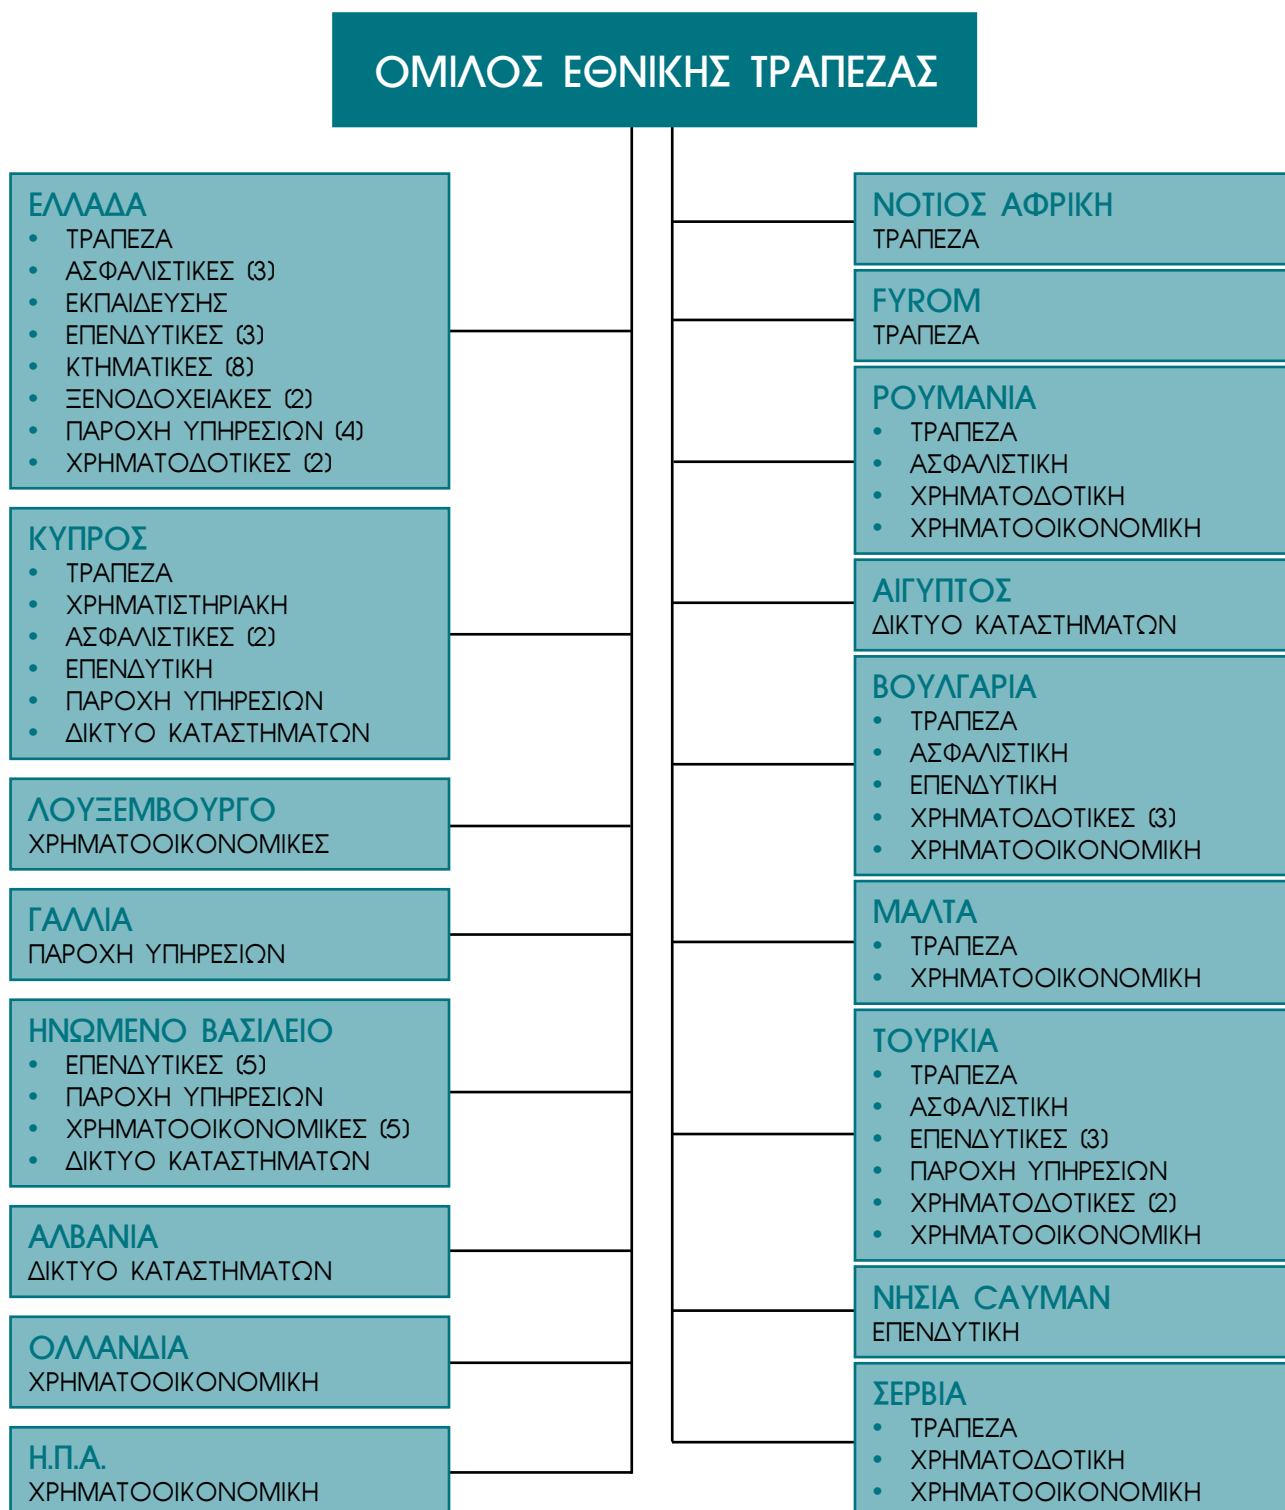 ΟΜΙΛΟΣ ΕΘΝΙΚΗΣ ΤΡΑΠΕΖΑΣ
ΕΛΛΑΔΑ
• ΤΡΑΠΕΖΑ
• ΑΣΦΑΛΙΣΤΙΚΕΣ (3)
• ΕΚΠΑΙΔΕΥΣΗΣ
• ΕΠΕΝΔΥΤΙΚΕΣ (3)
• ΚΤΗΜΑΤΙΚΕΣ (8)
• ΞΕΝΟΔΟΧΕΙΑΚΕΣ (2)
• ΠΑΡΟΧΗ ΥΠΗΡΕΣΙΩΝ (4)
• ΧΡΗΜΑΤΟΔΟΤΙΚΕΣ (2)
ΚΥΠΡΟΣ
• ΤΡΑΠΕΖΑ
• ΧΡΗΜΑΤΙΣΤΗΡΙΑΚΗ
• ΑΣΦΑΛΙΣΤΙΚΕΣ (2)
• ΕΠΕΝΔΥΤΙΚΗ
• ΠΑΡΟΧΗ ΥΠΗΡΕΣΙΩΝ
• ΔΙΚΤΥΟ ΚΑΤΑΣΤΗΜΑΤΩΝ
ΛΟΥΞΕΜΒΟΥΡΓΟ
ΧΡΗΜΑΤΟΟΙΚΟΝΟΜΙΚΕΣ
ΓΑΛΛΙΑ
ΠΑΡΟΧΗ ΥΠΗΡΕΣΙΩΝ
ΗΝΩΜΕΝΟ ΒΑΣΙΛΕΙΟ
• ΕΠΕΝΔΥΤΙΚΕΣ (5)
• ΠΑΡΟΧΗ ΥΠΗΡΕΣΙΩΝ
• ΧΡΗΜΑΤΟΟΙΚΟΝΟΜΙΚΕΣ (5)
• ΔΙΚΤΥΟ ΚΑΤΑΣΤΗΜΑΤΩΝ
ΑΛΒΑΝΙΑ
ΔΙΚΤΥΟ ΚΑΤΑΣΤΗΜΑΤΩΝ
ΟΛΛΑΝΔΙΑ
ΧΡΗΜΑΤΟΟΙΚΟΝΟΜΙΚΗ
Η.Π.Α.
ΧΡΗΜΑΤΟΟΙΚΟΝΟΜΙΚΗ
ΝΟΤΙΟΣ ΑΦΡΙΚΗ
ΤΡΑΠΕΖΑ
FYROM
ΤΡΑΠΕΖΑ
ΡΟΥΜΑΝΙΑ
• ΤΡΑΠΕΖΑ
• ΑΣΦΑΛΙΣΤΙΚΗ
• ΧΡΗΜΑΤΟΔΟΤΙΚΗ
• ΧΡΗΜΑΤΟΟΙΚΟΝΟΜΙΚΗ
ΑΙΓΥΠΤΟΣ
ΔΙΚΤΥΟ ΚΑΤΑΣΤΗΜΑΤΩΝ
ΒΟΥΛΓΑΡΙΑ
• ΤΡΑΠΕΖΑ
• ΑΣΦΑΛΙΣΤΙΚΗ
• ΕΠΕΝΔΥΤΙΚΗ
• ΧΡΗΜΑΤΟΔΟΤΙΚΕΣ (3)
• ΧΡΗΜΑΤΟΟΙΚΟΝΟΜΙΚΗ
ΜΑΛΤΑ
• ΤΡΑΠΕΖΑ
• ΧΡΗΜΑΤΟΟΙΚΟΝΟΜΙΚΗ
ΤΟΥΡΚΙΑ
• ΤΡΑΠΕΖΑ
• ΑΣΦΑΛΙΣΤΙΚΗ
• ΕΠΕΝΔΥΤΙΚΕΣ (3)
• ΠΑΡΟΧΗ ΥΠΗΡΕΣΙΩΝ
• ΧΡΗΜΑΤΟΔΟΤΙΚΕΣ (2)
• ΧΡΗΜΑΤΟΟΙΚΟΝΟΜΙΚΗ
ΝΗΣΙΑ CAYMAN
ΕΠΕΝΔΥΤΙΚΗ
ΣΕΡΒΙΑ
• ΤΡΑΠΕΖΑ
• ΧΡΗΜΑΤΟΔΟΤΙΚΗ
• ΧΡΗΜΑΤΟΟΙΚΟΝΟΜΙΚΗ